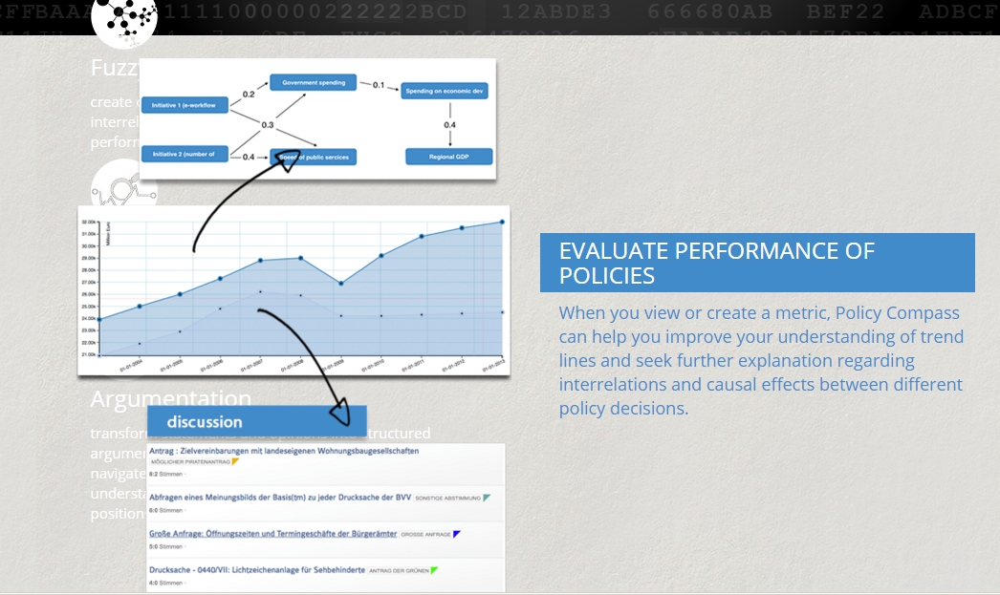 FFBAA
1111100000022222 2BCD 12ABDE3 666680AB BEF22 ADBCF
Fuzz
create
interrel
perform
Government spending
Initiative 1 (e-workflow
Spending on economic dev
Initiative 2 (number of
Speed of public sercices
Regional GDP
0.2
0.1
0.3
0.4
0.4
32.00k
31.00k
30.00k
29.00k
28.00k
27.00k
26.00k
25.00k
24.00k
23.00k
22.00k
21.00k
Million Euro
01-01-2004
01-01-2005
01-01-2006
01-01-2007
01-01-2008
01-01-2009
01-01-2010
01-01-2011
01-01-2012
01-01-2013
EVALUATE PERFORMANCE OF
POLICIES
When you view or create a metric, Policy Compass
can help you improve your understanding of trend
lines and seek further explanation regarding
interrelations and causal effects between different
policy decisions.
Argumentation
transfor tructured
argumen
navigate
underst
position
discussion
Antrag : Zielvereinbarungen mit landeseigenen Wohnungsbaugesellschaften
MÖGLICHER PIRATENANTRAG
8:2 Stimmen
Abfragen eines Meinungsbilds der Basis(tm) zu jeder Drucksache der BVV SONSTIGE ABSTIMMUNG
6:0 Stimmen
Große Anfrage: Öffnungszeiten und Termingeschäfte der Bürgerämter GROSSE ANFRAGE
5:0 Stimmen
Drucksache - 0440/VII: Lichtzeichenanlage für Sehbehinderte ANTRAG DER GRÜNEN
4:0 Stimmen